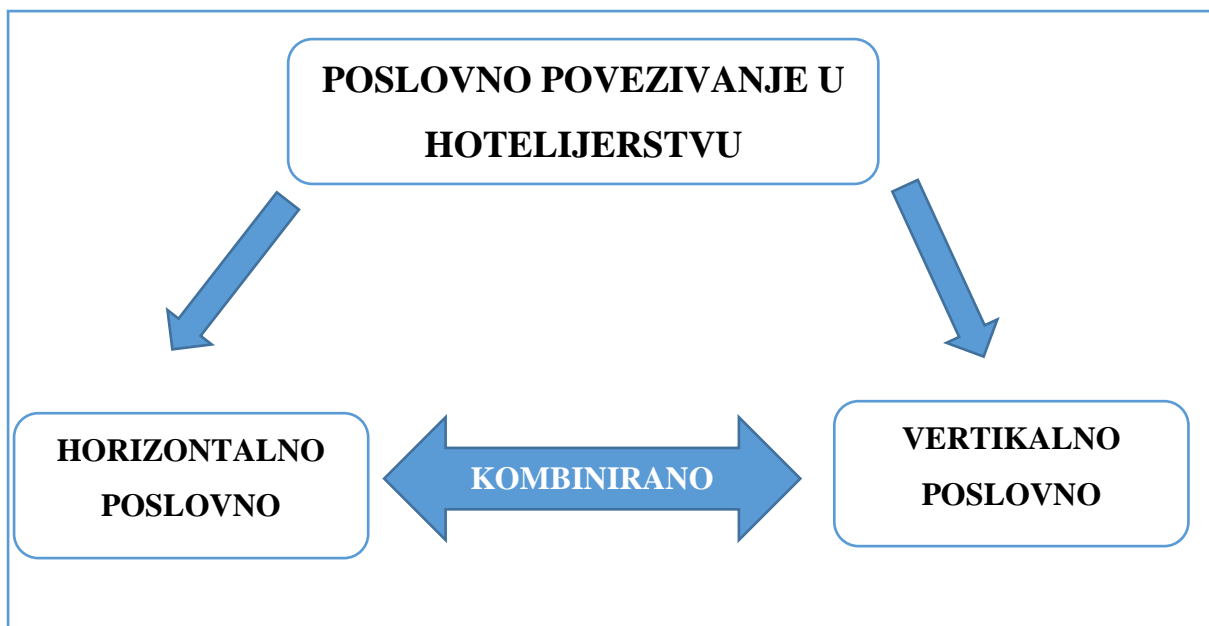 POSLOVNO POVEZIVANJE U
HOTELIJERSTVU
HORIZONTALNO
POSLOVNO
KOMBINIRANO
VERTIKALNO
POSLOVNO